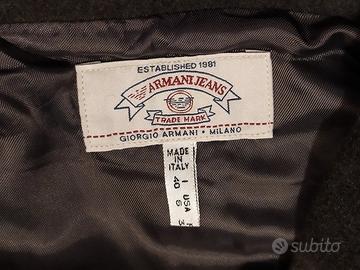 ESTABLISHED 1981
ARMANI JEANS
TRADE MARK
GIORGIO ARMANI • MILANO
MADE
IN
ITALY
I USA
40 6
subito